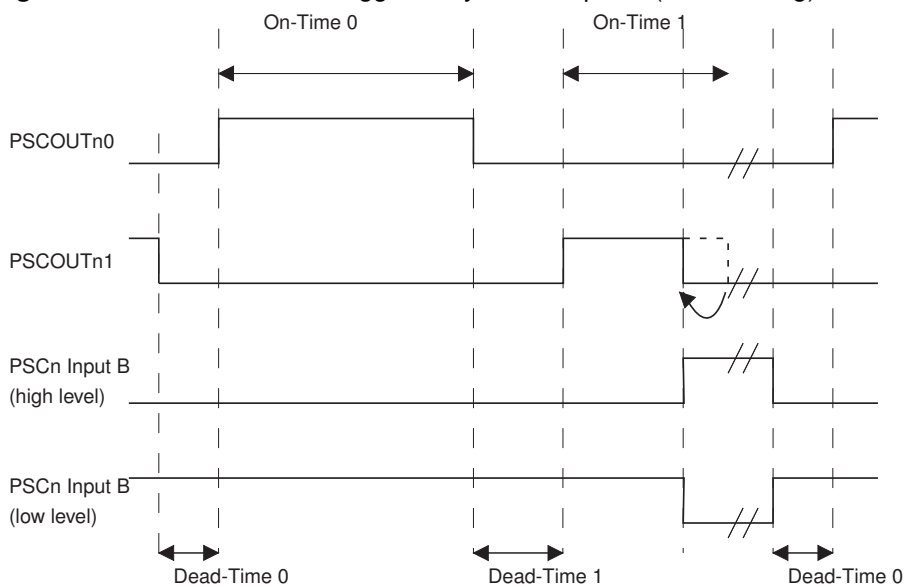 On-Time 0
On-Time 1
PSCOUTn0
PSCOUTn1
PSCn Input B
(high level)
PSCn Input B
(low level)
Dead-Time 0
Dead-Time 1
Dead-Time 0